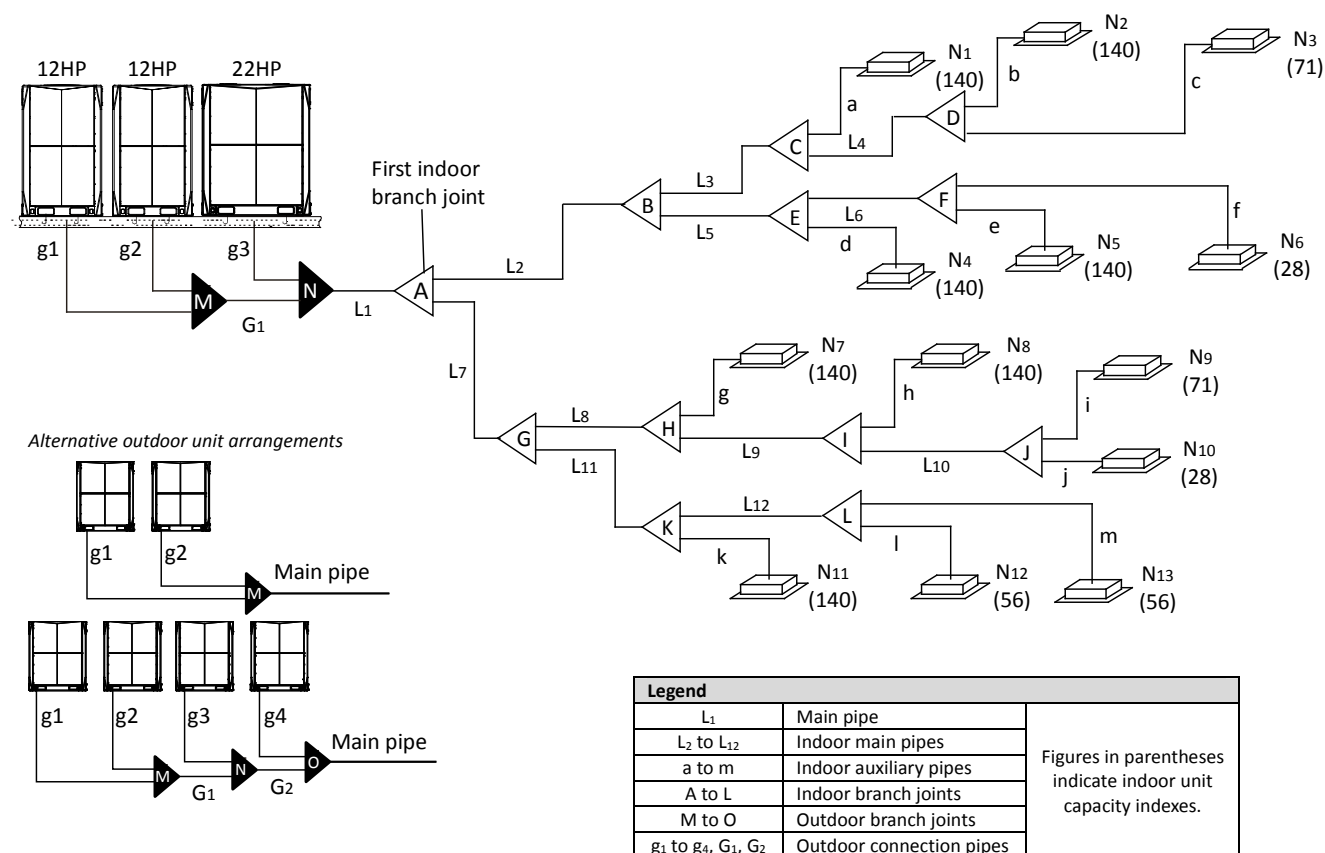 12HP 12HP 22HP
g1 g2 g3
M N
G1
L1
First indoor
branch joint
A
L2
L7
B
L3
L5
C
a
L4
D
b
c
N1
(140)
N2
(140)
N3
(71)
E
L6
d
F
e
f
N4
(140)
N5
(140)
N6
(28)
G
L8
L11
H
g
L9
I
h
L10
J
i
j
N7
(140)
N8
(140)
N9
(71)
N10
(28)
K
L12
k
L
l
m
N11
(140)
N12
(56)
N13
(56)
Alternative outdoor unit arrangements
g1 g2
M
Main pipe
g1 g2 g3 g4
M N O
G1 G2
Main pipe
Legend
L1 Main pipe
L2 to L12 Indoor main pipes
a to m Indoor auxiliary pipes
A to L Indoor branch joints
M to O Outdoor branch joints
g1 to g4, G1, G2 Outdoor connection pipes
Figures in parentheses
indicate indoor unit
capacity indexes.